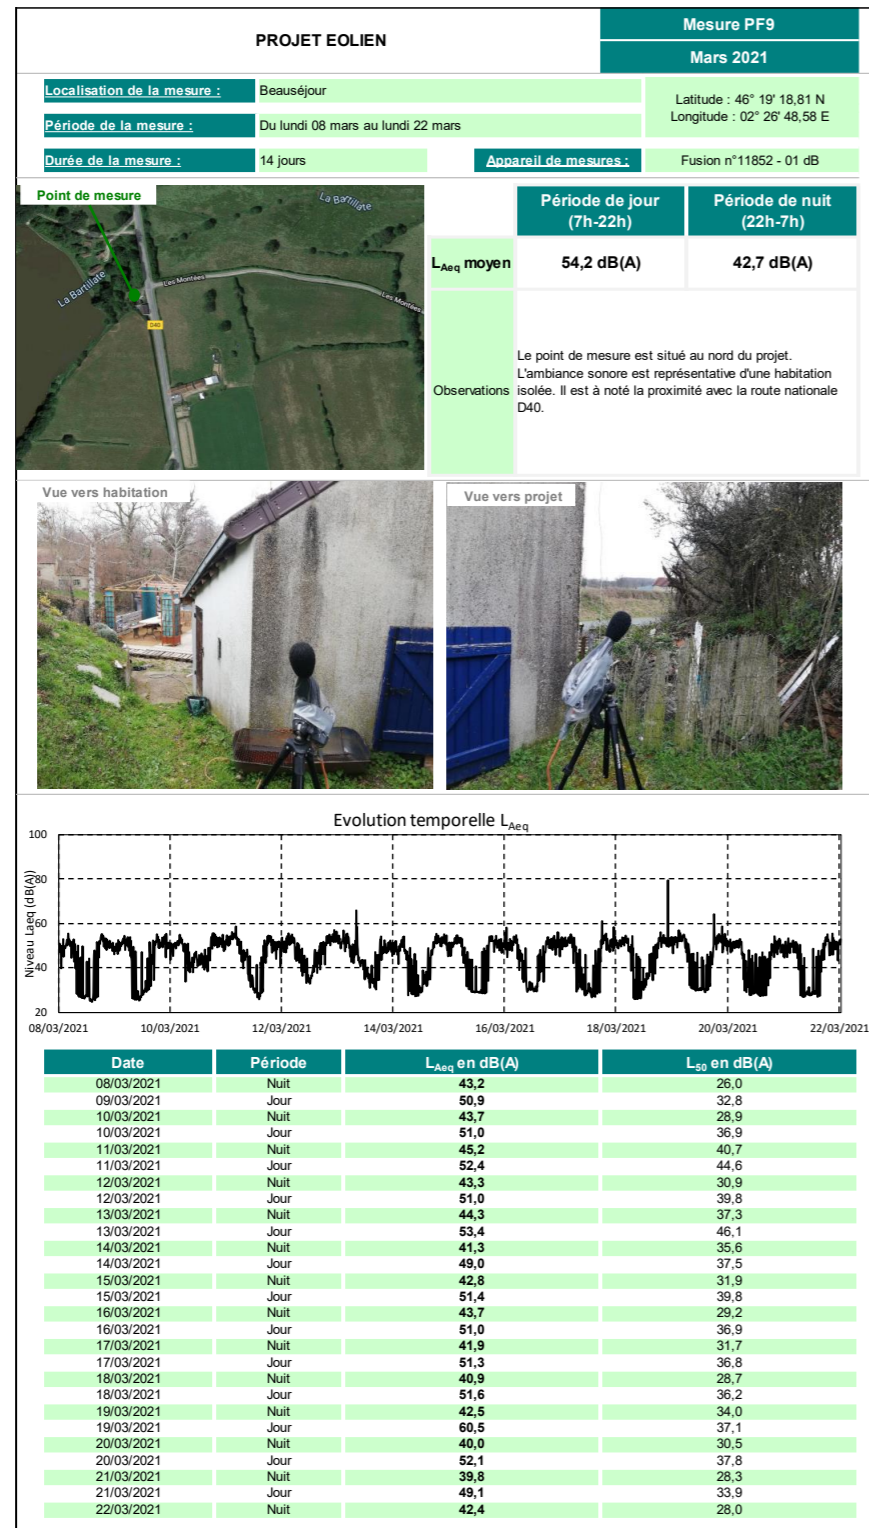 PROJET EOLIEN
Mesure PF9
Mars 2021
Localisation de la mesure :
Beauséjour
Latitude : 46° 19' 18,81 N
Longitude : 02° 26' 48,58 E
Période de la mesure :
Du lundi 08 mars au lundi 22 mars
Durée de la mesure :
14 jours
Appareil de mesures :
Fusion n°11852 - 01 dB
Point de mesure
La Bartillate
La Bartillate
Les Montées
Les Montées
D40
Période de jour
(7h-22h)
Période de nuit
(22h-7h)
LAeq moyen
54,2 dB(A)
42,7 dB(A)
Observations
Le point de mesure est situé au nord du projet.
L'ambiance sonore est représentative d'une habitation
isolée. Il est à noté la proximité avec la route nationale
D40.
Vue vers habitation
Vue vers projet
Evolution temporelle LAeq
Niveau Laeq (dB(A))
100
80
60
40
20
08/03/2021 10/03/2021 12/03/2021 14/03/2021 16/03/2021 18/03/2021 20/03/2021 22/03/2021
Date Période LAeq en dB(A) L50 en dB(A)
08/03/2021 Nuit 43,2 26,0
09/03/2021 Jour 50,9 32,8
10/03/2021 Nuit 43,7 28,9
10/03/2021 Jour 51,0 36,9
11/03/2021 Nuit 45,2 40,7
11/03/2021 Jour 52,4 44,6
12/03/2021 Nuit 43,3 30,9
12/03/2021 Jour 51,0 39,8
13/03/2021 Nuit 44,3 37,3
13/03/2021 Jour 53,4 46,1
14/03/2021 Nuit 41,3 35,6
14/03/2021 Jour 49,0 37,5
15/03/2021 Nuit 42,8 31,9
15/03/2021 Jour 51,4 39,8
16/03/2021 Nuit 43,7 29,2
16/03/2021 Jour 51,0 36,9
17/03/2021 Nuit 41,9 31,7
17/03/2021 Jour 51,3 36,8
18/03/2021 Nuit 40,9 28,7
18/03/2021 Jour 51,6 36,2
19/03/2021 Nuit 42,5 34,0
19/03/2021 Jour 60,5 37,1
20/03/2021 Nuit 40,0 30,5
20/03/2021 Jour 52,1 37,8
21/03/2021 Nuit 39,8 28,3
21/03/2021 Jour 49,1 33,9
22/03/2021 Nuit 42,4 28,0